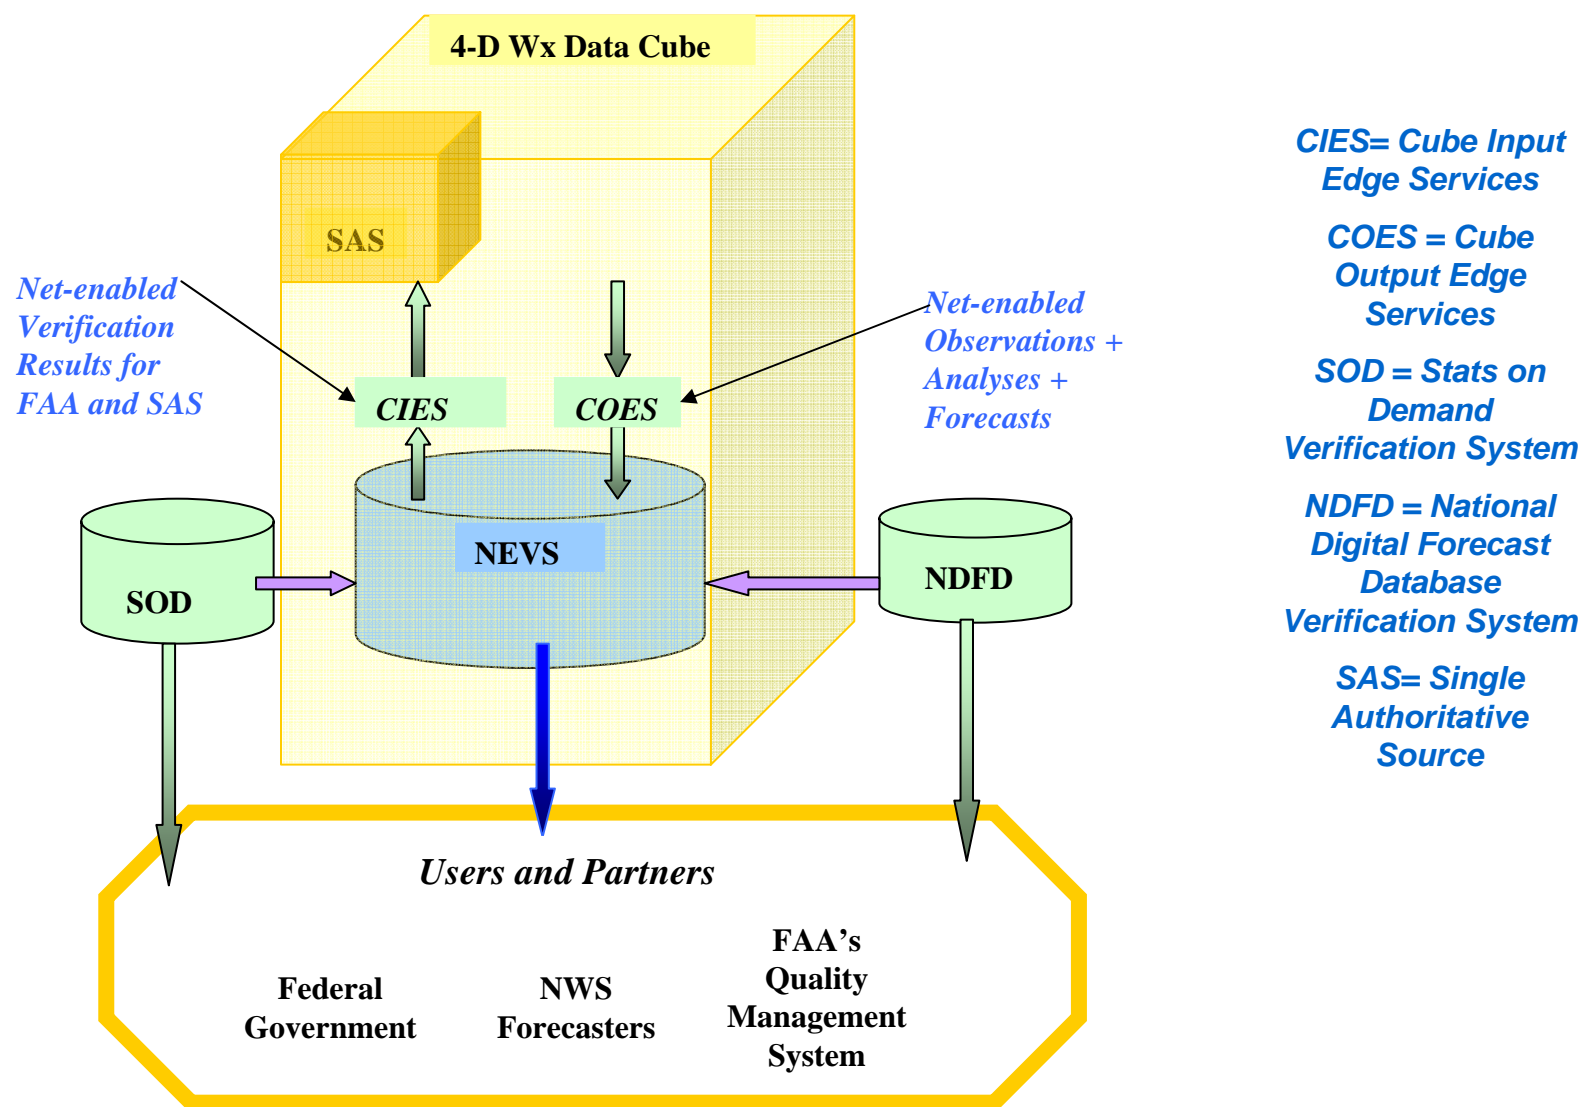 4-D Wx Data Cube
SAS
Net-enabled
Verification
Results for
FAA and SAS
CIES
COES
Net-enabled
Observations +
Analyses +
Forecasts
NEVS
SOD
NDFD
Users and Partners
Federal
Government
NWS
Forecasters
FAA’s
Quality
Management
System
CIES= Cube Input
Edge Services
COES = Cube
Output Edge
Services
SOD = Stats on
Demand
Verification System
NDFD = National
Digital Forecast
Database
Verification System
SAS= Single
Authoritative
Source